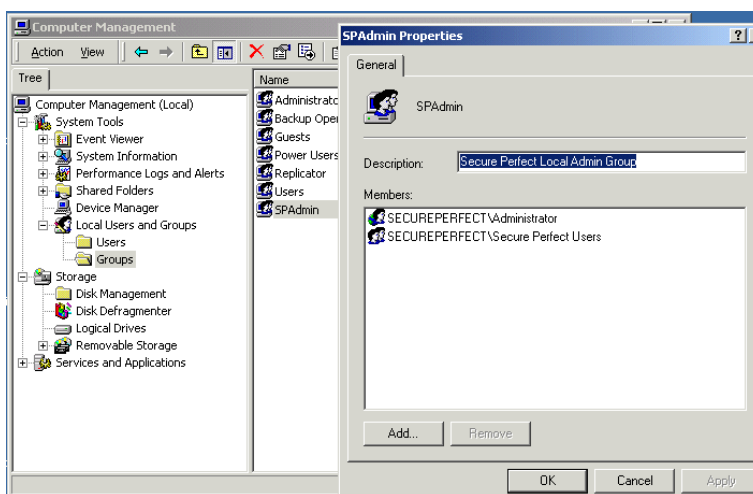 Computer Management
Action View
Tree
Computer Management (Local)
System Tools
Event Viewer
System Information
Performance Logs and Alerts
Shared Folders
Device Manager
Local Users and Groups
Users
Groups
Storage
Disk Management
Disk Defragmenter
Logical Drives
Removable Storage
Services and Applications
Name
Administratc
Backup Oper
Guests
Power Users
Replicator
Users
SPAdmin
SPAdmin Properties
?
General
SPAdmin
Description: Secure Perfect Local Admin Group
Members:
SECUREPERFECT\Administrator
SECUREPERFECT\Secure Perfect Users
Add... Remove
OK Cancel Apply